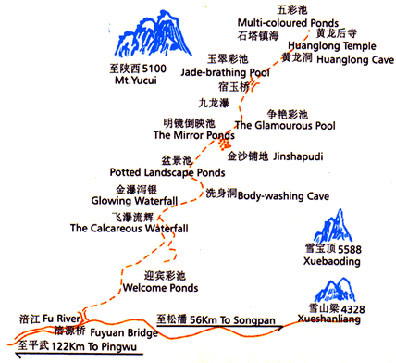 五彩池
Multi-coloured Ponds
石塔镇海
黄龙后寺
Huanglong Temple
黄龙洞 Huanglong Cave
至陕西5100
Mt Yucui
玉翠彩池
Jade-brathing Pool
宿玉桥
九龙瀑
争艳彩池
The Glamourous Pool
明镜倒映池
The Mirror Ponds
金沙铺地 Jinshapudi
盆景池
Potted Landscape Ponds
洗身洞 Body-washing Cave
金瀑泻银
Glowing Waterfall
飞瀑流辉
The Calcareous Waterfall
雪宝顶5588
Xuebaoding
迎宾彩池
Welcome Ponds
雪山梁4328
Xueshanliang
涪江 Fu River
涪源桥 Fuyuan Bridge
至松潘 56Km To Songpan
至平武 122Km To Pingwu